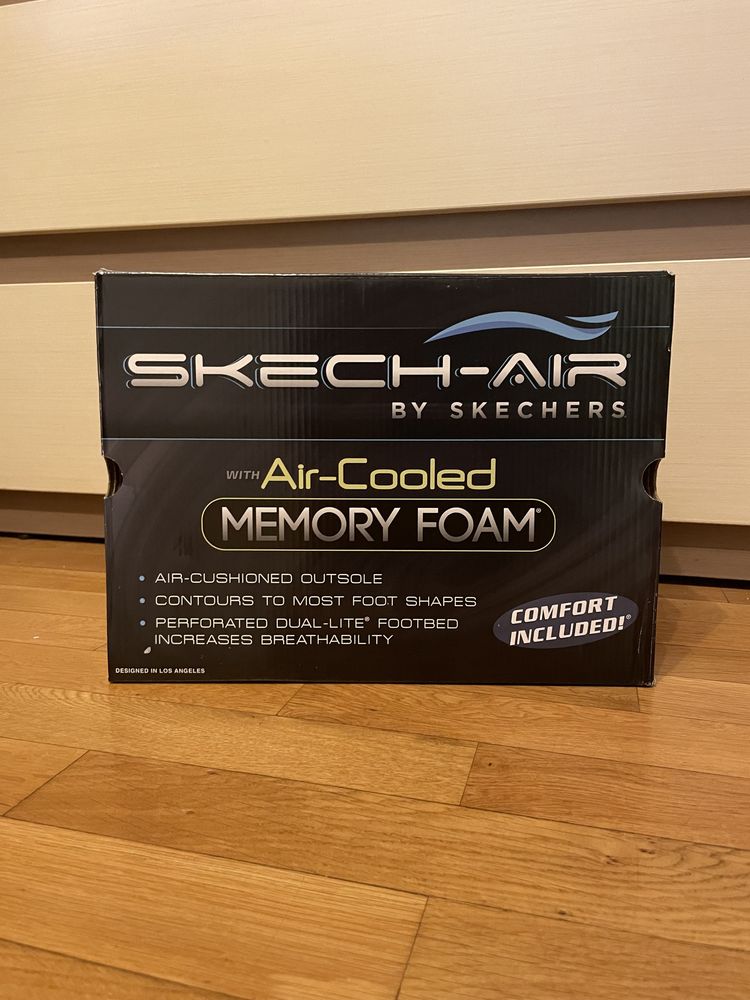 SKECH-AIR®
BY SKECHERS
WITH Air-Cooled
MEMORY FOAM®
• AIR-CUSHIONED OUTSOLE
• CONTOURS TO MOST FOOT SHAPES
• PERFORATED DUAL-LITE® FOOTBED
INCREASES BREATHABILITY
COMFORT
INCLUDED!®
DESIGNED IN LOS ANGELES